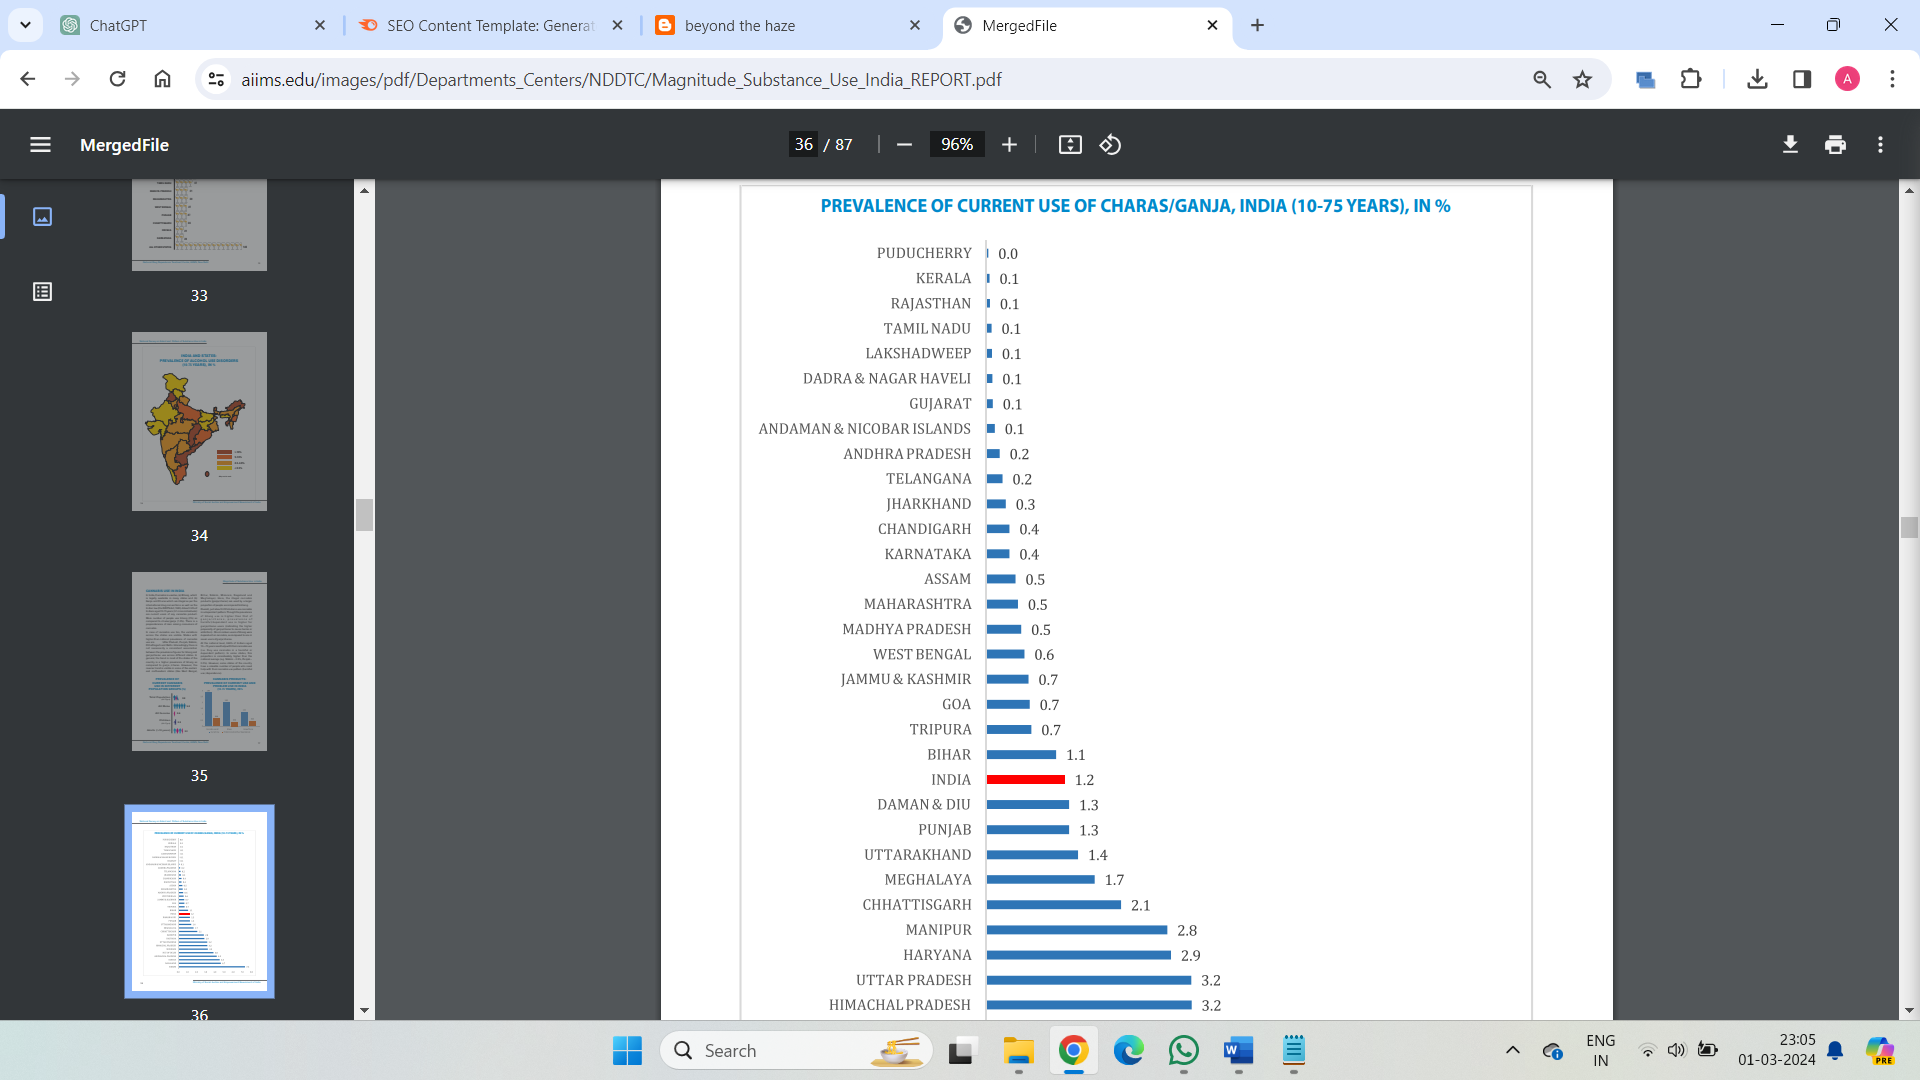 ChatGPT
SEO Content Template: Genera
beyond the haze
MergedFile
aiims.edu/images/pdf/Departments_Centers/NDDTC/Magnitude_Substance_Use_India_REPORT.pdf
A
MergedFile
36 / 87
96%
33
34
35
36
PREVALENCE OF CURRENT USE OF CHARAS/GANJA, INDIA (10-75 YEARS), IN %
PUDUCHERRY 0.0
KERALA 0.1
RAJASTHAN 0.1
TAMIL NADU 0.1
LAKSHADWEEP 0.1
DADRA & NAGAR HAVELI 0.1
GUJARAT 0.1
ANDAMAN & NICOBAR ISLANDS 0.1
ANDHRA PRADESH 0.2
TELANGANA 0.2
JHARKHAND 0.3
CHANDIGARH 0.4
KARNATAKA 0.4
ASSAM 0.5
MAHARASHTRA 0.5
MADHYA PRADESH 0.5
WEST BENGAL 0.6
JAMMU & KASHMIR 0.7
GOA 0.7
TRIPURA 0.7
BIHAR 1.1
INDIA 1.2
DAMAN & DIU 1.3
PUNJAB 1.3
UTTARAKHAND 1.4
MEGHALAYA 1.7
CHHATTISGARH 2.1
MANIPUR 2.8
HARYANA 2.9
UTTAR PRADESH 3.2
HIMACHAL PRADESH 3.2
Search
ENG
IN
23:05
01-03-2024
PRE